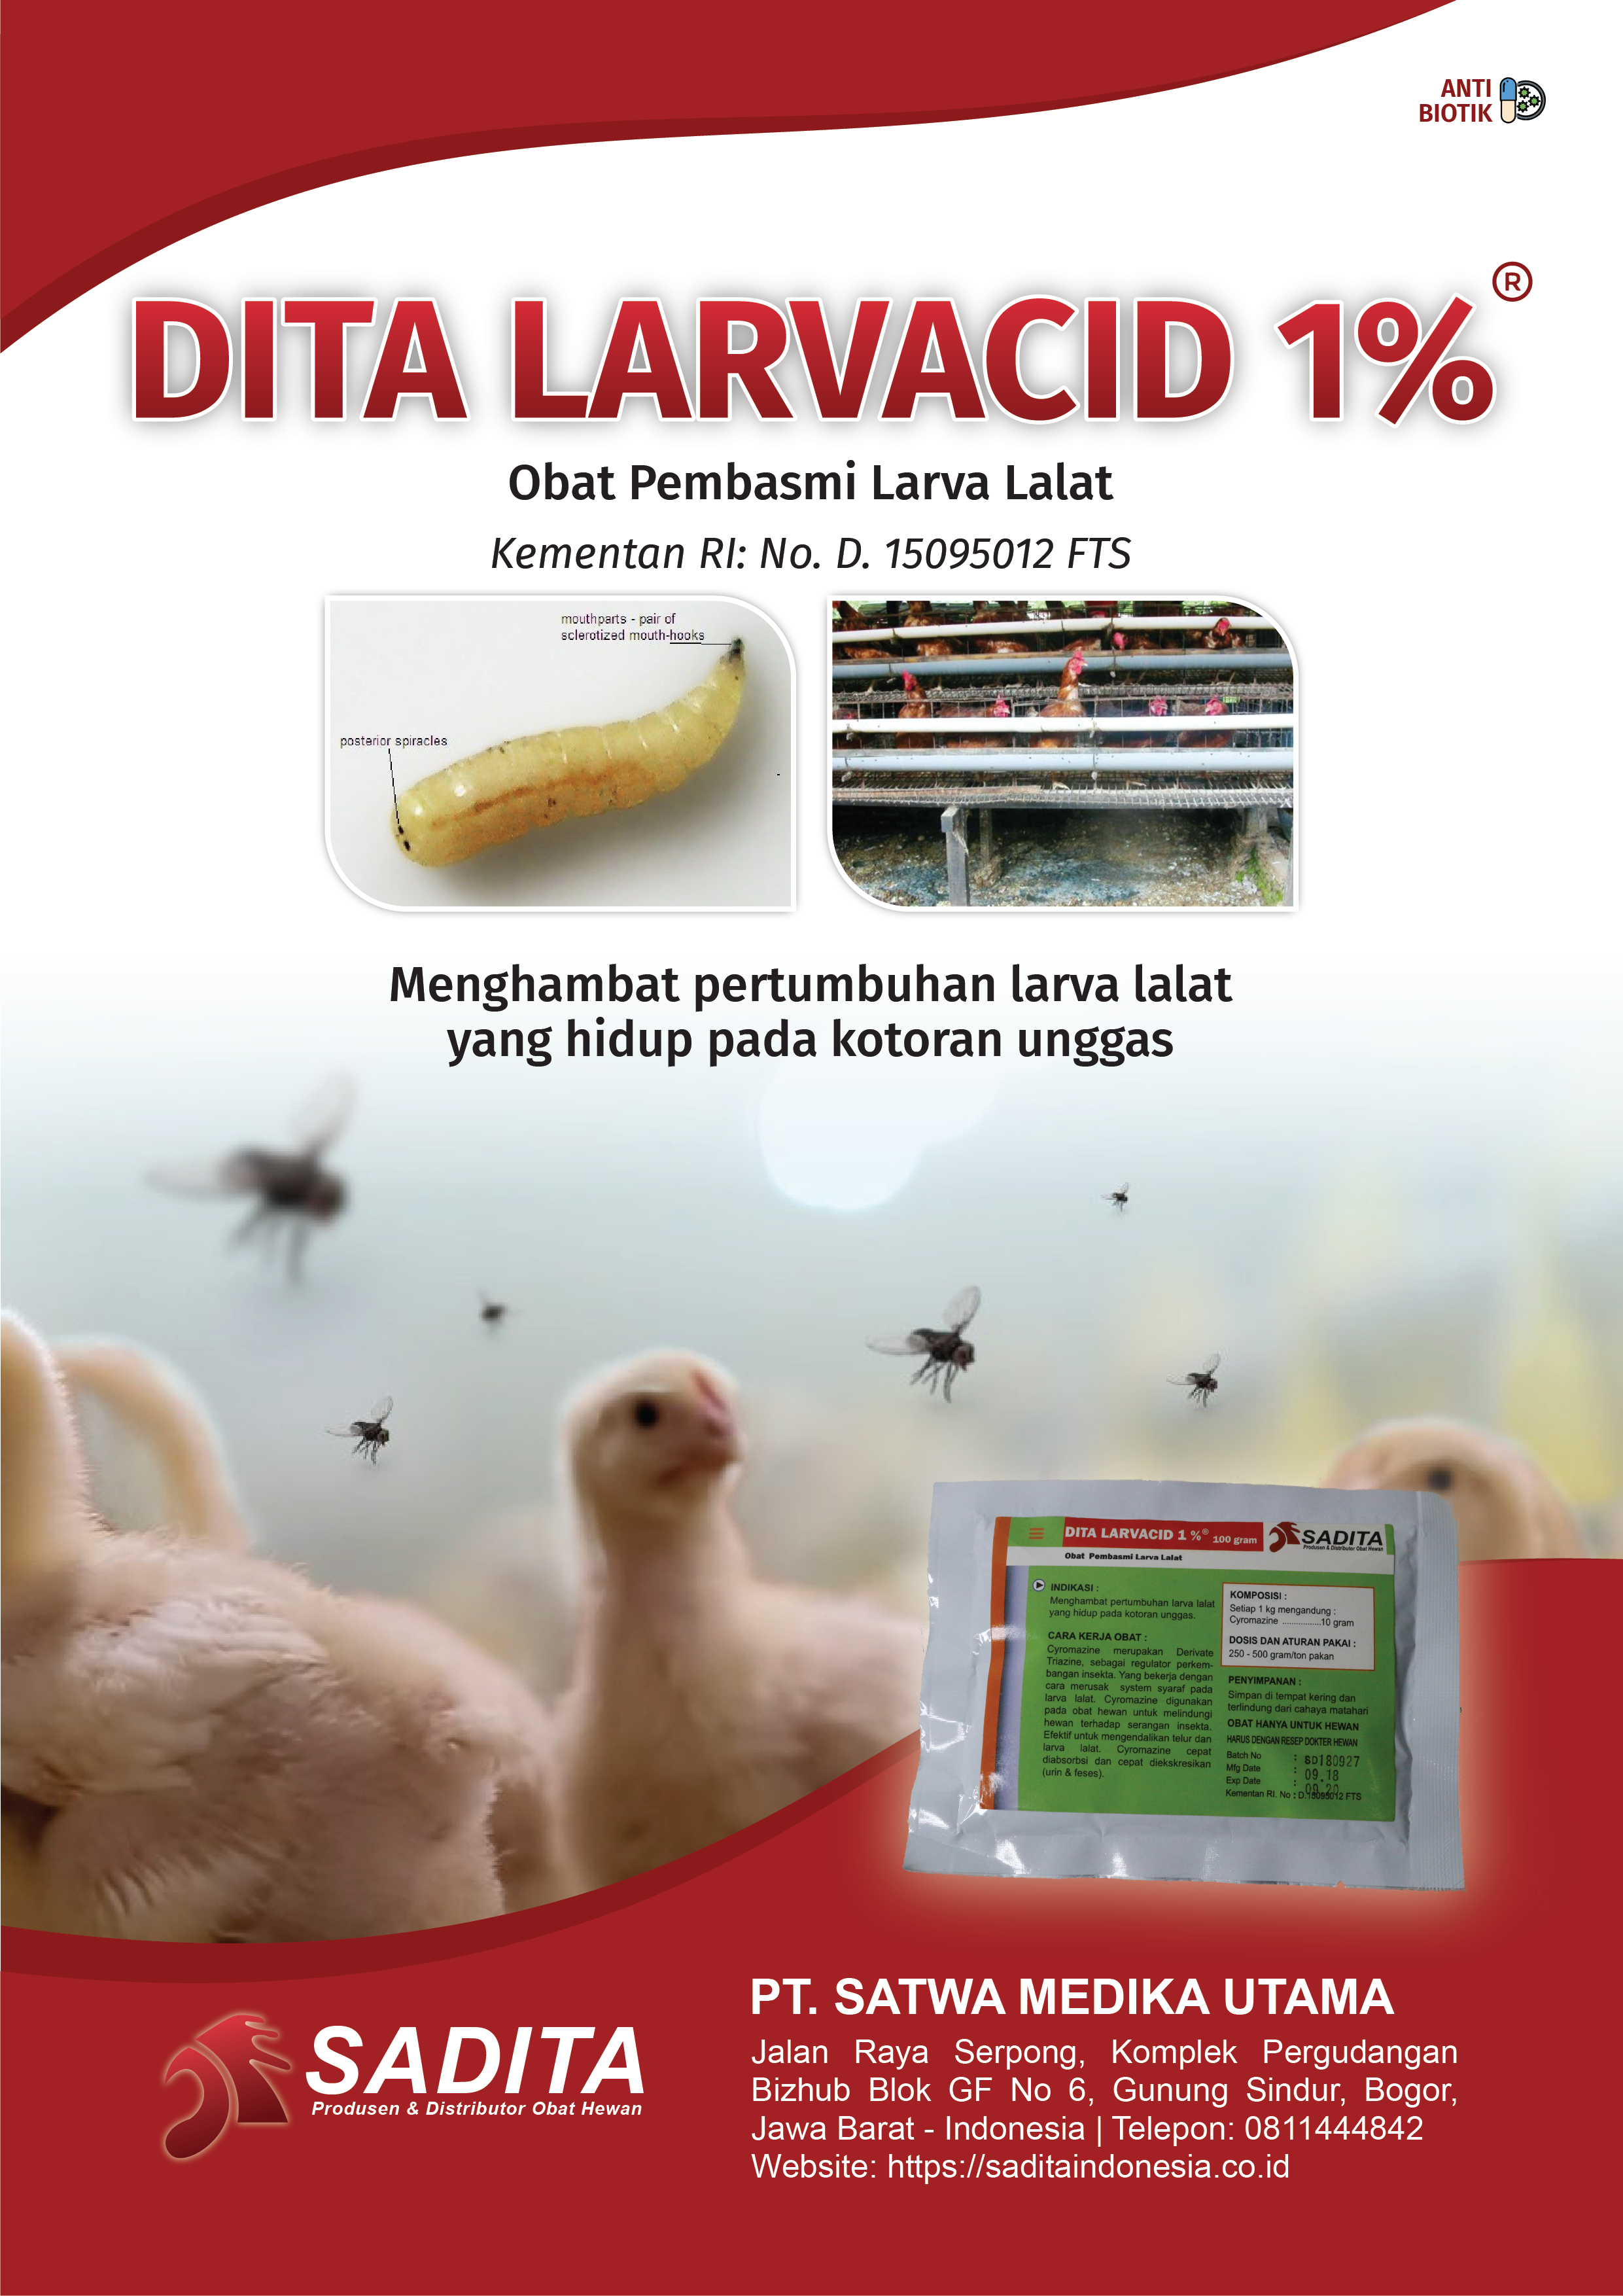 ANTI
BIOTIK
DITA LARVACID 1%®
Obat Pembasmi Larva Lalat
Kementan RI: No. D. 15095012 FTS
mouthparts - pair of
sclerotized mouth-hooks
posterior spiracles
Menghambat pertumbuhan larva lalat
yang hidup pada kotoran unggas
DITA LARVACID 1 %® 100 gram
SADITA
Produsen & Distributor Obat Hewan
Obat Pembasmi Larva Lalat
INDIKASI :
Menghambat pertumbuhan larva lalat
yang hidup pada kotoran unggas.
CARA KERJA OBAT :
Cyromazine merupakan Derivate
Triazine, sebagai regulator perkem-
bangan insekta. Yang bekerja dengan
cara merusak system syaraf pada
larva lalat. Cyromazine digunakan
pada obat hewan untuk melindungi
hewan terhadap serangan insekta.
Efektif untuk mengendalikan telur dan
larva lalat. Cyromazine cepat
diabsorbsi dan cepat diekskresikan
(urin & feses).
KOMPOSISI :
Setiap 1 kg mengandung :
Cyromazine .................10 gram
DOSIS DAN ATURAN PAKAI :
250 - 500 gram/ton pakan
PENYIMPANAN :
Simpan di tempat kering dan
terlindung dari cahaya matahari
OBAT HANYA UNTUK HEWAN
HARUS DENGAN RESEP DOKTER HEWAN
Batch No : SD180927
Mfg Date : 09.18
Exp Date : 09.20
Kementan RI. No : D.15095012 FTS
SADITA
Produsen & Distributor Obat Hewan
PT. SATWA MEDIKA UTAMA
Jalan Raya Serpong, Komplek Pergudangan
Bizhub Blok GF No 6, Gunung Sindur, Bogor,
Jawa Barat - Indonesia | Telepon: 0811444842
Website: https://saditaindonesia.co.id